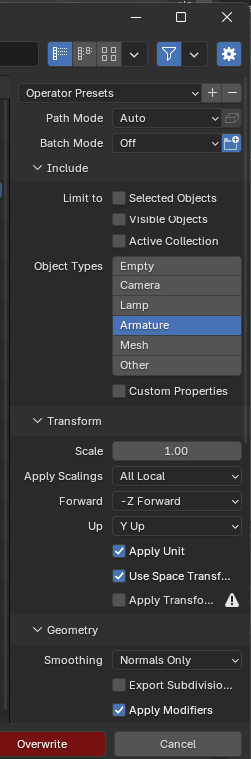 Operator Presets
Path Mode Auto
Batch Mode Off
Include
Limit to Selected Objects
Visible Objects
Active Collection
Object Types Empty
Camera
Lamp
Armature
Mesh
Other
Custom Properties
Transform
Scale 1.00
Apply Scalings All Local
Forward -Z Forward
Up Y Up
Apply Unit
Use Space Transf...
Apply Transfo...
Geometry
Smoothing Normals Only
Export Subdivisio...
Apply Modifiers
Overwrite Cancel